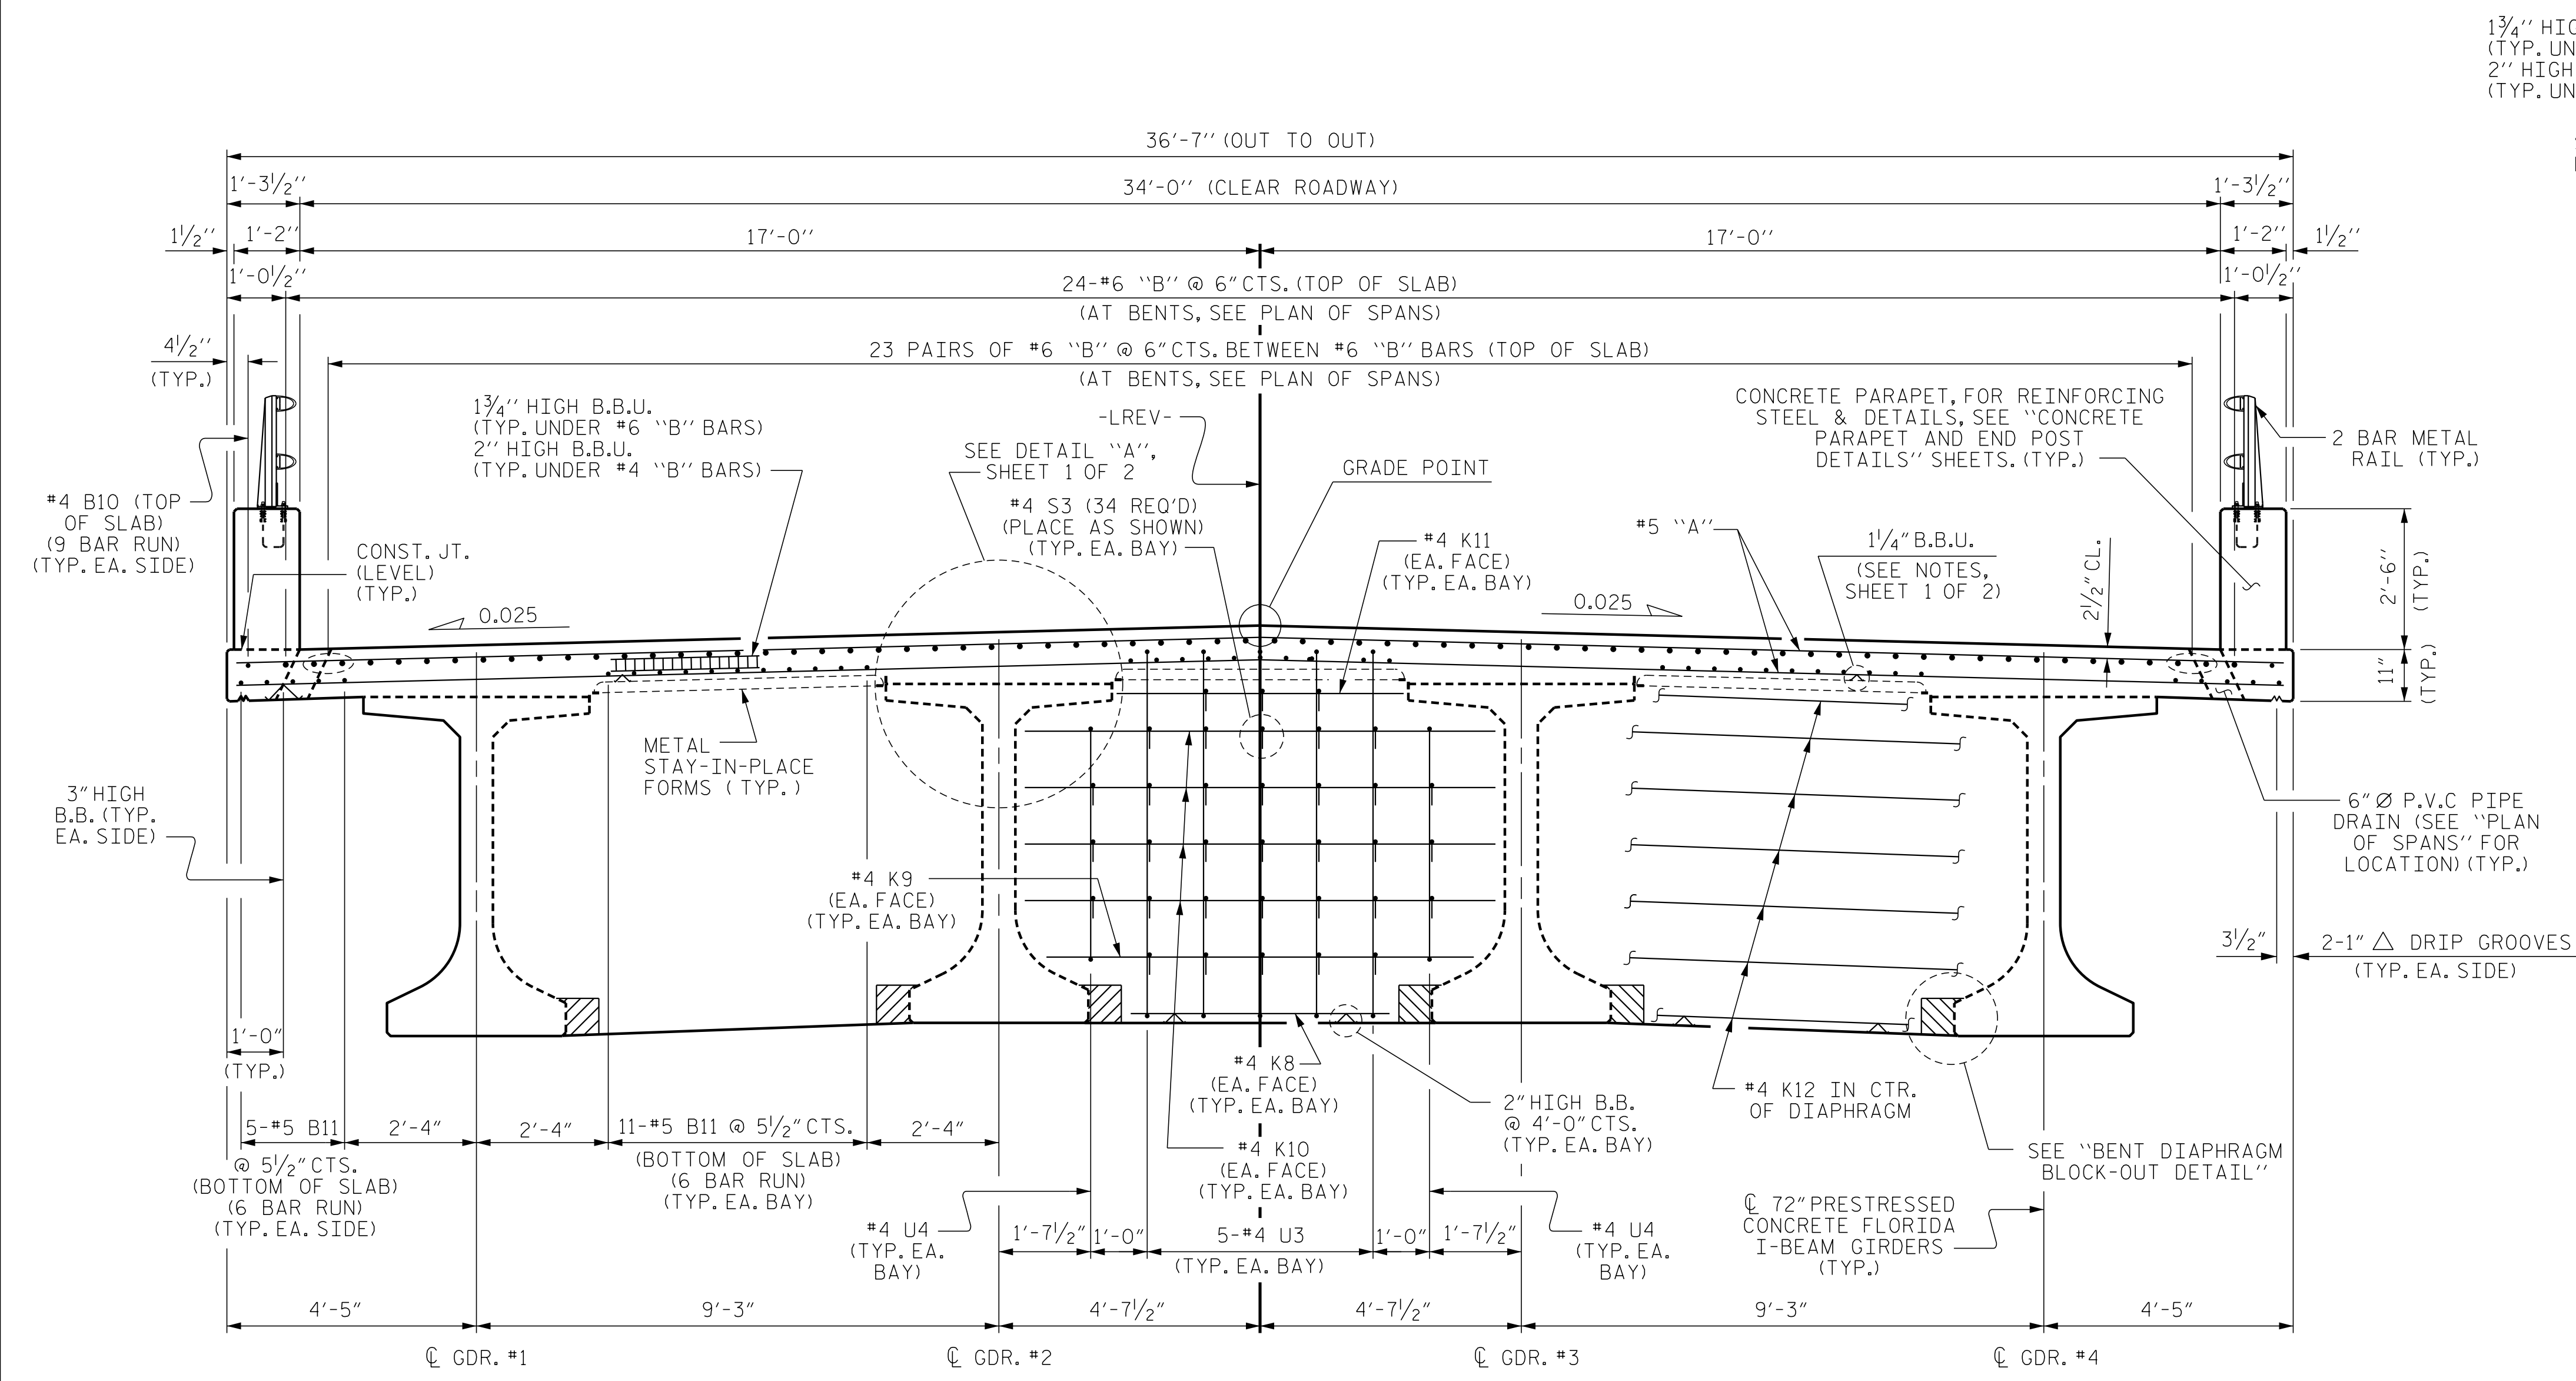 1¾'' HIG
(TYP. UN
2'' HIGH
(TYP. UN
36'-7'' (OUT TO OUT)
1'-3½''
34'-0'' (CLEAR ROADWAY)
1'-3½''
1½''
1'-2''
17'-0''
17'-0''
1'-2''
1½''
1'-0½''
24-#6 ``B'' @ 6" CTS. (TOP OF SLAB)
1'-0½''
(AT BENTS, SEE PLAN OF SPANS)
4½''
(TYP.)
23 PAIRS OF #6 ``B'' @ 6" CTS. BETWEEN #6 ``B'' BARS (TOP OF SLAB)
(AT BENTS, SEE PLAN OF SPANS)
1¾'' HIGH B.B.U.
(TYP. UNDER #6 ``B'' BARS)
2'' HIGH B.B.U.
(TYP. UNDER #4 ``B'' BARS)
-LREV-
SEE DETAIL ``A'',
SHEET 1 OF 2
GRADE POINT
CONCRETE PARAPET, FOR REINFORCING
STEEL & DETAILS, SEE ``CONCRETE
PARAPET AND END POST
DETAILS'' SHEETS. (TYP.)
2 BAR METAL
RAIL (TYP.)
#4 B10 (TOP
OF SLAB)
(9 BAR RUN)
(TYP. EA. SIDE)
CONST. JT.
(LEVEL)
(TYP.)
#4 S3 (34 REQ'D)
(PLACE AS SHOWN)
(TYP. EA. BAY)
#4 K11
(EA. FACE)
(TYP. EA. BAY)
#5 ``A''
1¼" B.B.U.
(SEE NOTES,
SHEET 1 OF 2)
2½" CL.
2'-6''
(TYP.)
11''
(TYP.)
0.025
0.025
METAL
STAY-IN-PLACE
FORMS ( TYP. )
3" HIGH
B.B. (TYP.
EA. SIDE)
6" Ø P.V.C PIPE
DRAIN (SEE ``PLAN
OF SPANS'' FOR
LOCATION) (TYP.)
#4 K9
(EA. FACE)
(TYP. EA. BAY)
3½"
2-1" △ DRIP GROOVES
(TYP. EA. SIDE)
1'-0"
(TYP.)
#4 K8
(EA. FACE)
(TYP. EA. BAY)
2" HIGH B.B.
@ 4'-0" CTS.
(TYP. EA. BAY)
#4 K12 IN CTR.
OF DIAPHRAGM
5-#5 B11
@ 5½" CTS.
(BOTTOM OF SLAB)
(6 BAR RUN)
(TYP. EA. SIDE)
2'-4"
2'-4"
11-#5 B11 @ 5½" CTS.
(BOTTOM OF SLAB)
(6 BAR RUN)
(TYP. EA. BAY)
2'-4"
#4 K10
(EA. FACE)
(TYP. EA. BAY)
SEE ``BENT DIAPHRAGM
BLOCK-OUT DETAIL''
℄ 72" PRESTRESSED
CONCRETE FLORIDA
I-BEAM GIRDERS
(TYP.)
#4 U4
(TYP. EA.
BAY)
1'-7½"
1'-0"
5-#4 U3
(TYP. EA. BAY)
1'-0"
1'-7½"
#4 U4
(TYP. EA.
BAY)
4'-5"
9'-3"
4'-7½"
4'-7½"
9'-3"
4'-5"
℄ GDR. #1
℄ GDR. #2
℄ GDR. #3
℄ GDR. #4